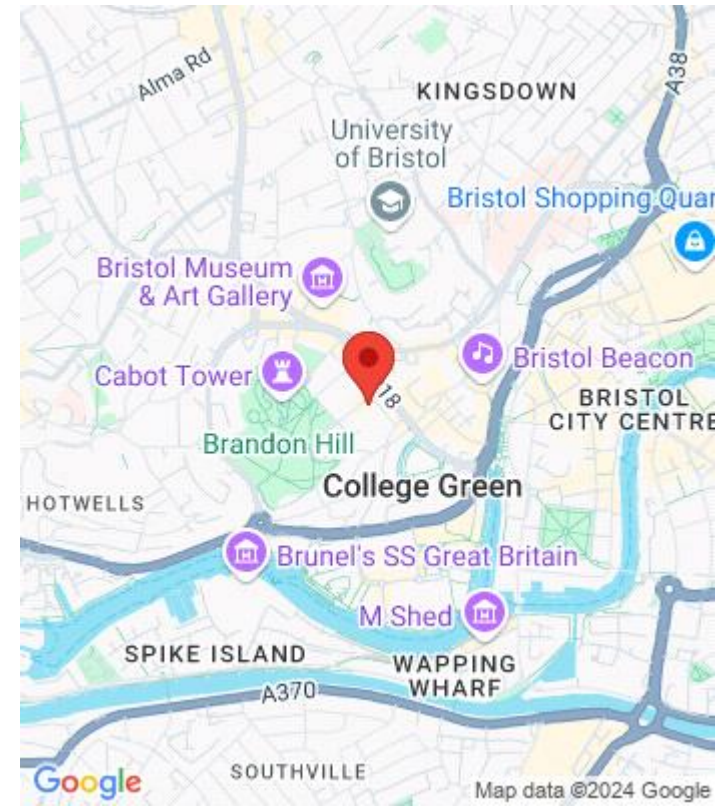 Alma Rd
KINGSDOWN
A38
University
of Bristol
Bristol Shopping Quar
Bristol Museum
& Art Gallery
Cabot Tower
18
Bristol Beacon
BRISTOL
CITY CENTRE
Brandon Hill
College Green
HOTWELLS
Brunel's SS Great Britain
M Shed
SPIKE ISLAND
WAPPING
WHARF
A370
SOUTHVILLE
Google
Map data ©2024 Google